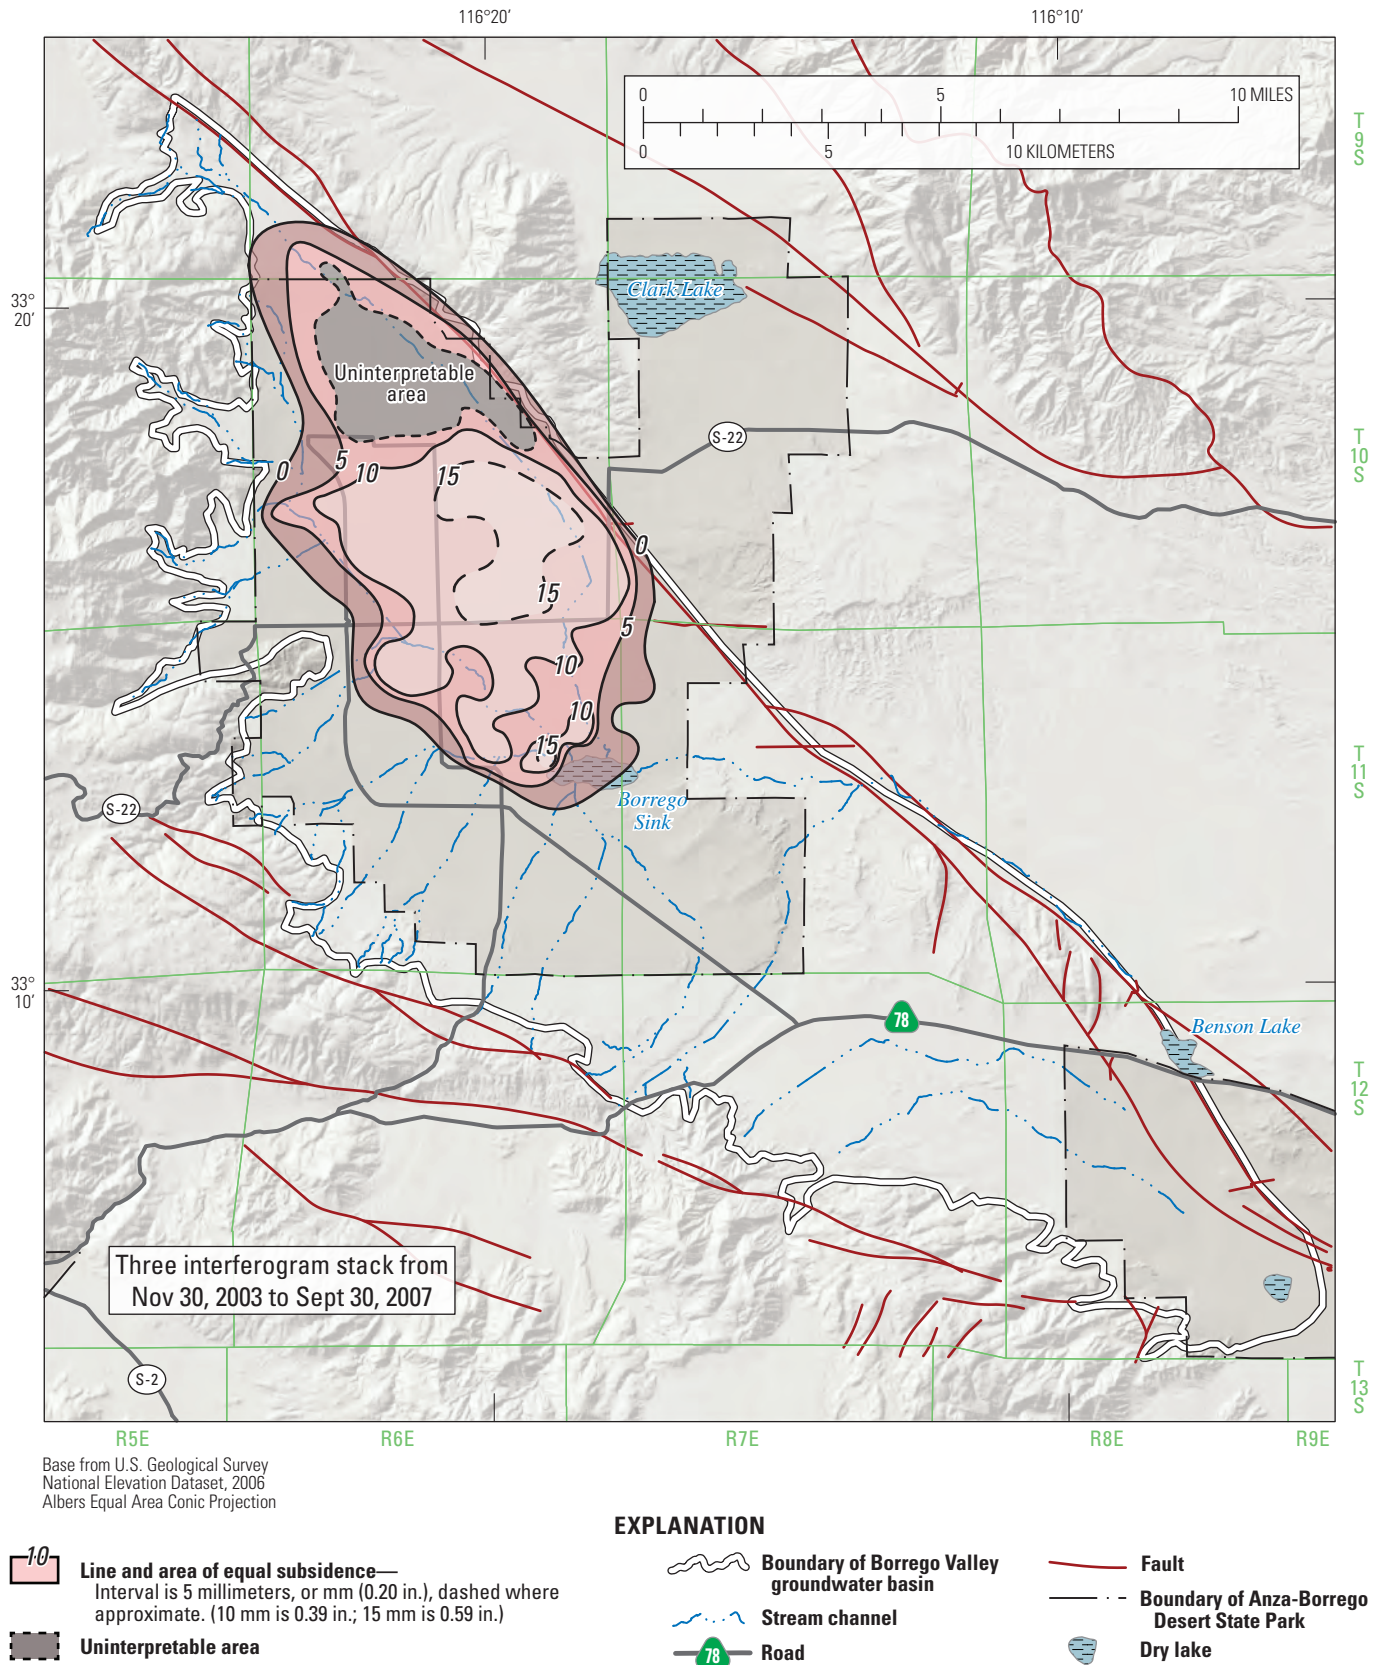 116°20′
116°10′
0 5 10 MILES
0 5 10 KILOMETERS
T
9
S
33°
20′
Clark Lake
Uninterpretable
area
S-22
T
10
S
0
5
10
15
0
15
5
10
10
15
Borrego
Sink
T
11
S
S-22
33°
10′
78
Benson Lake
T
12
S
Three interferogram stack from
Nov 30, 2003 to Sept 30, 2007
S-2
T
13
S
R5E
R6E
R7E
R8E
R9E
Base from U.S. Geological Survey
National Elevation Dataset, 2006
Albers Equal Area Conic Projection
EXPLANATION
10
Line and area of equal subsidence—
Interval is 5 millimeters, or mm (0.20 in.), dashed where
approximate. (10 mm is 0.39 in.; 15 mm is 0.59 in.)
Uninterpretable area
Boundary of Borrego Valley
groundwater basin
Stream channel
78
Road
Fault
Boundary of Anza-Borrego
Desert State Park
Dry lake